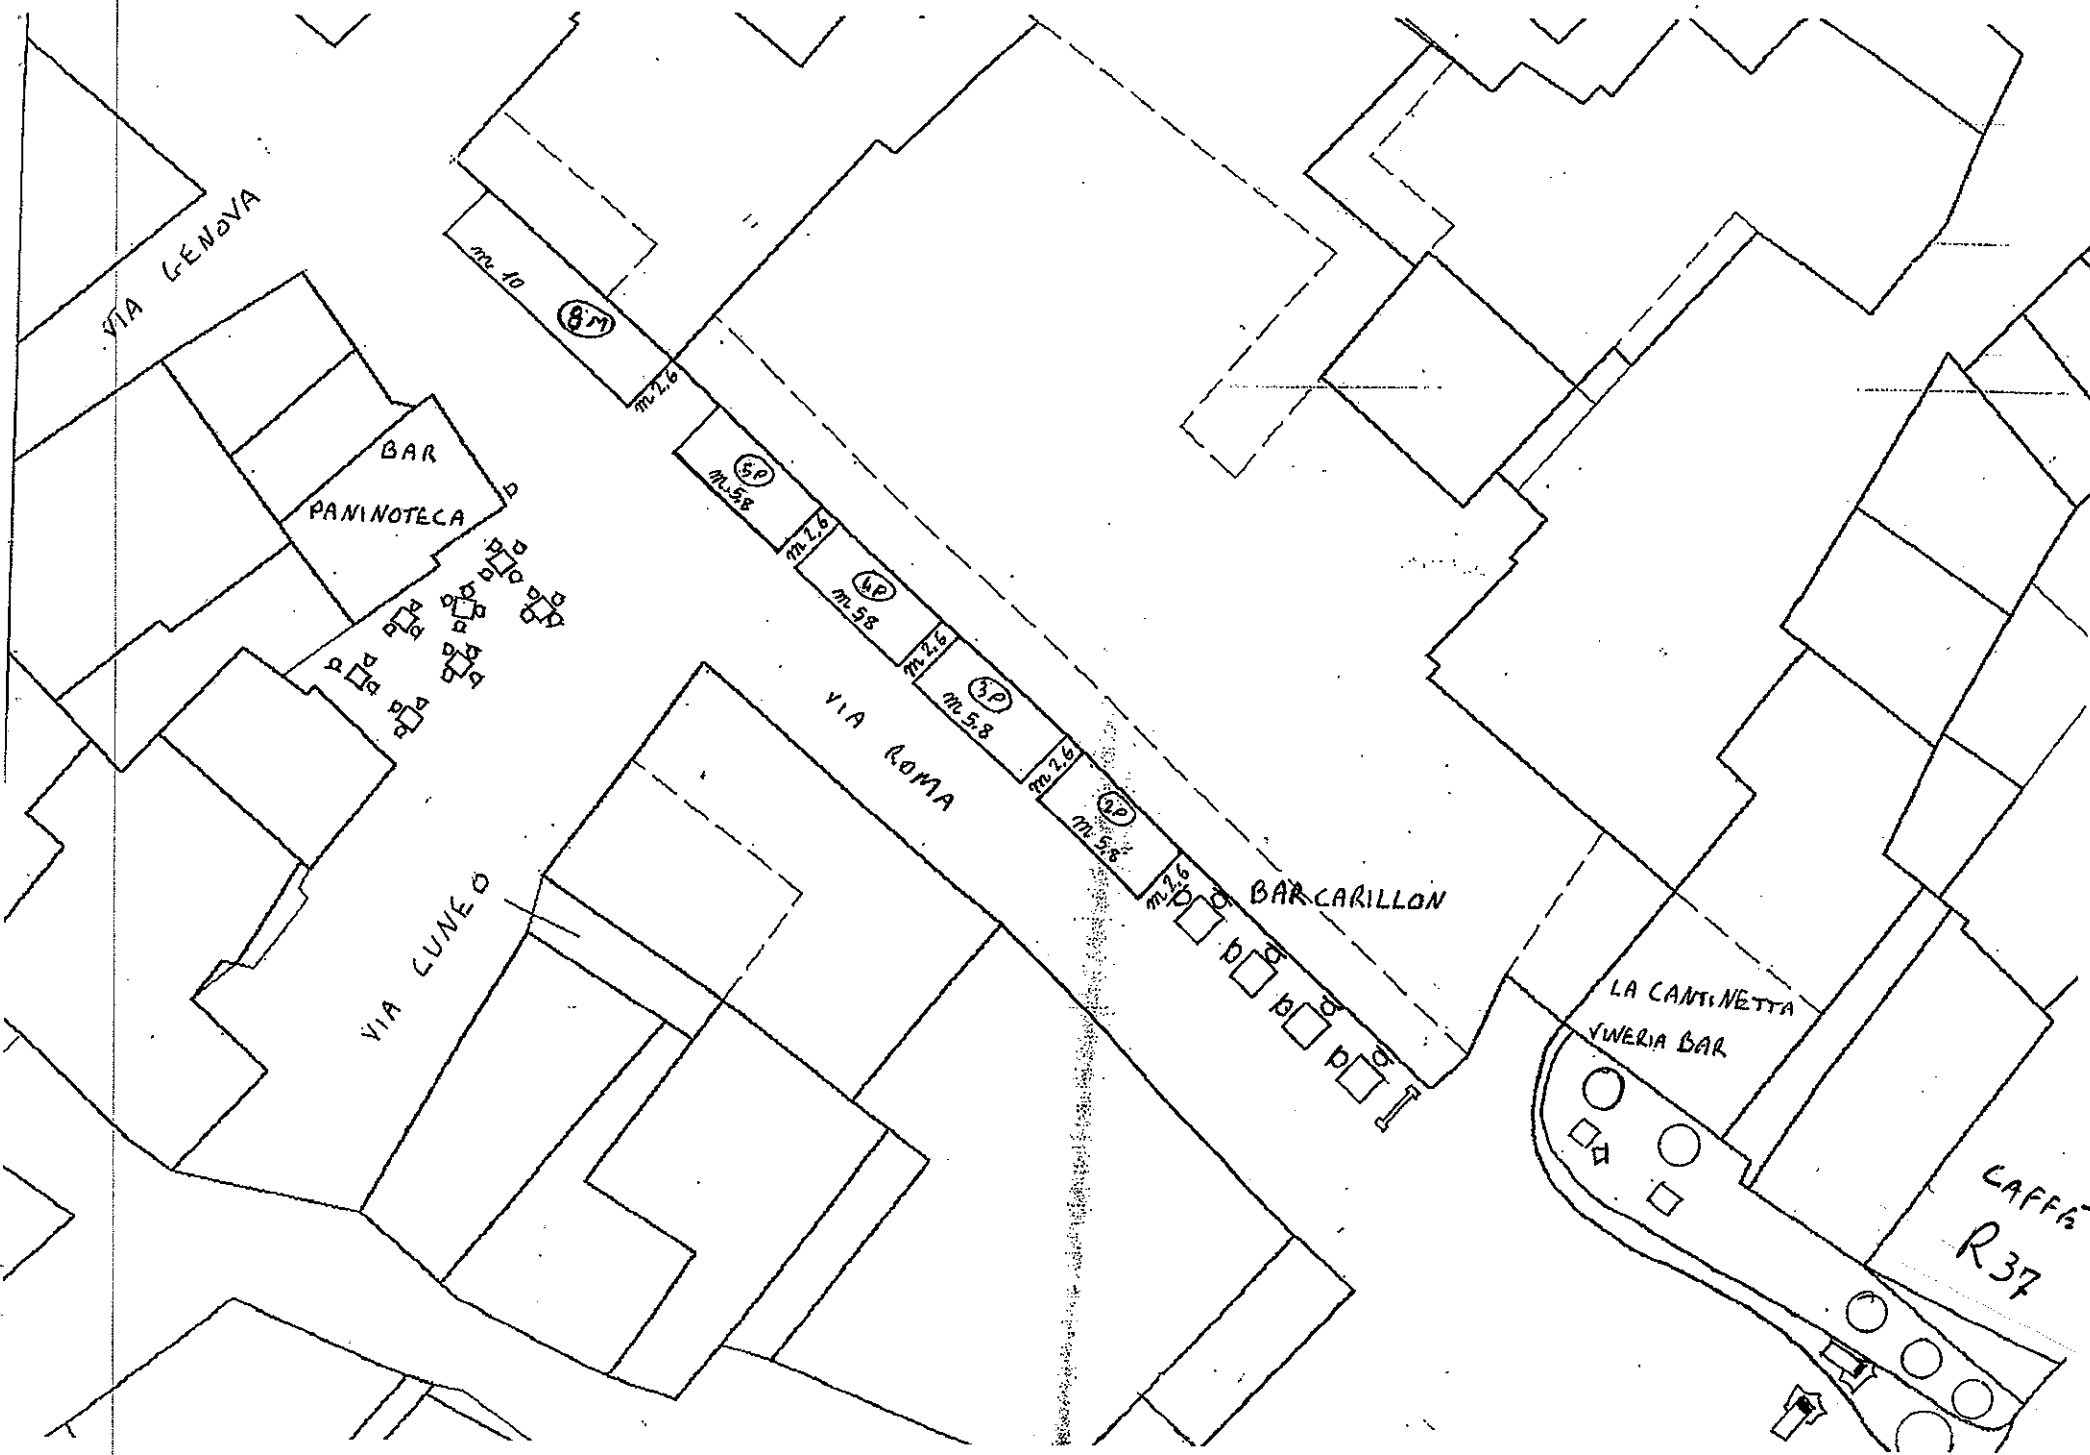 VIA GENOVA
m. 10
8M
m 2,6
BAR
PANINOTECA
5P
m. 5,8
m 2,6
4P
m 5,8
m 2,6
3P
m 5,8
m 2,6
2P
m 5,8
m 2,6
VIA ROMA
BAR CARILLON
VIA CUNEO
LA CANTINETTA
VINERIA BAR
CAFFÈ
R37